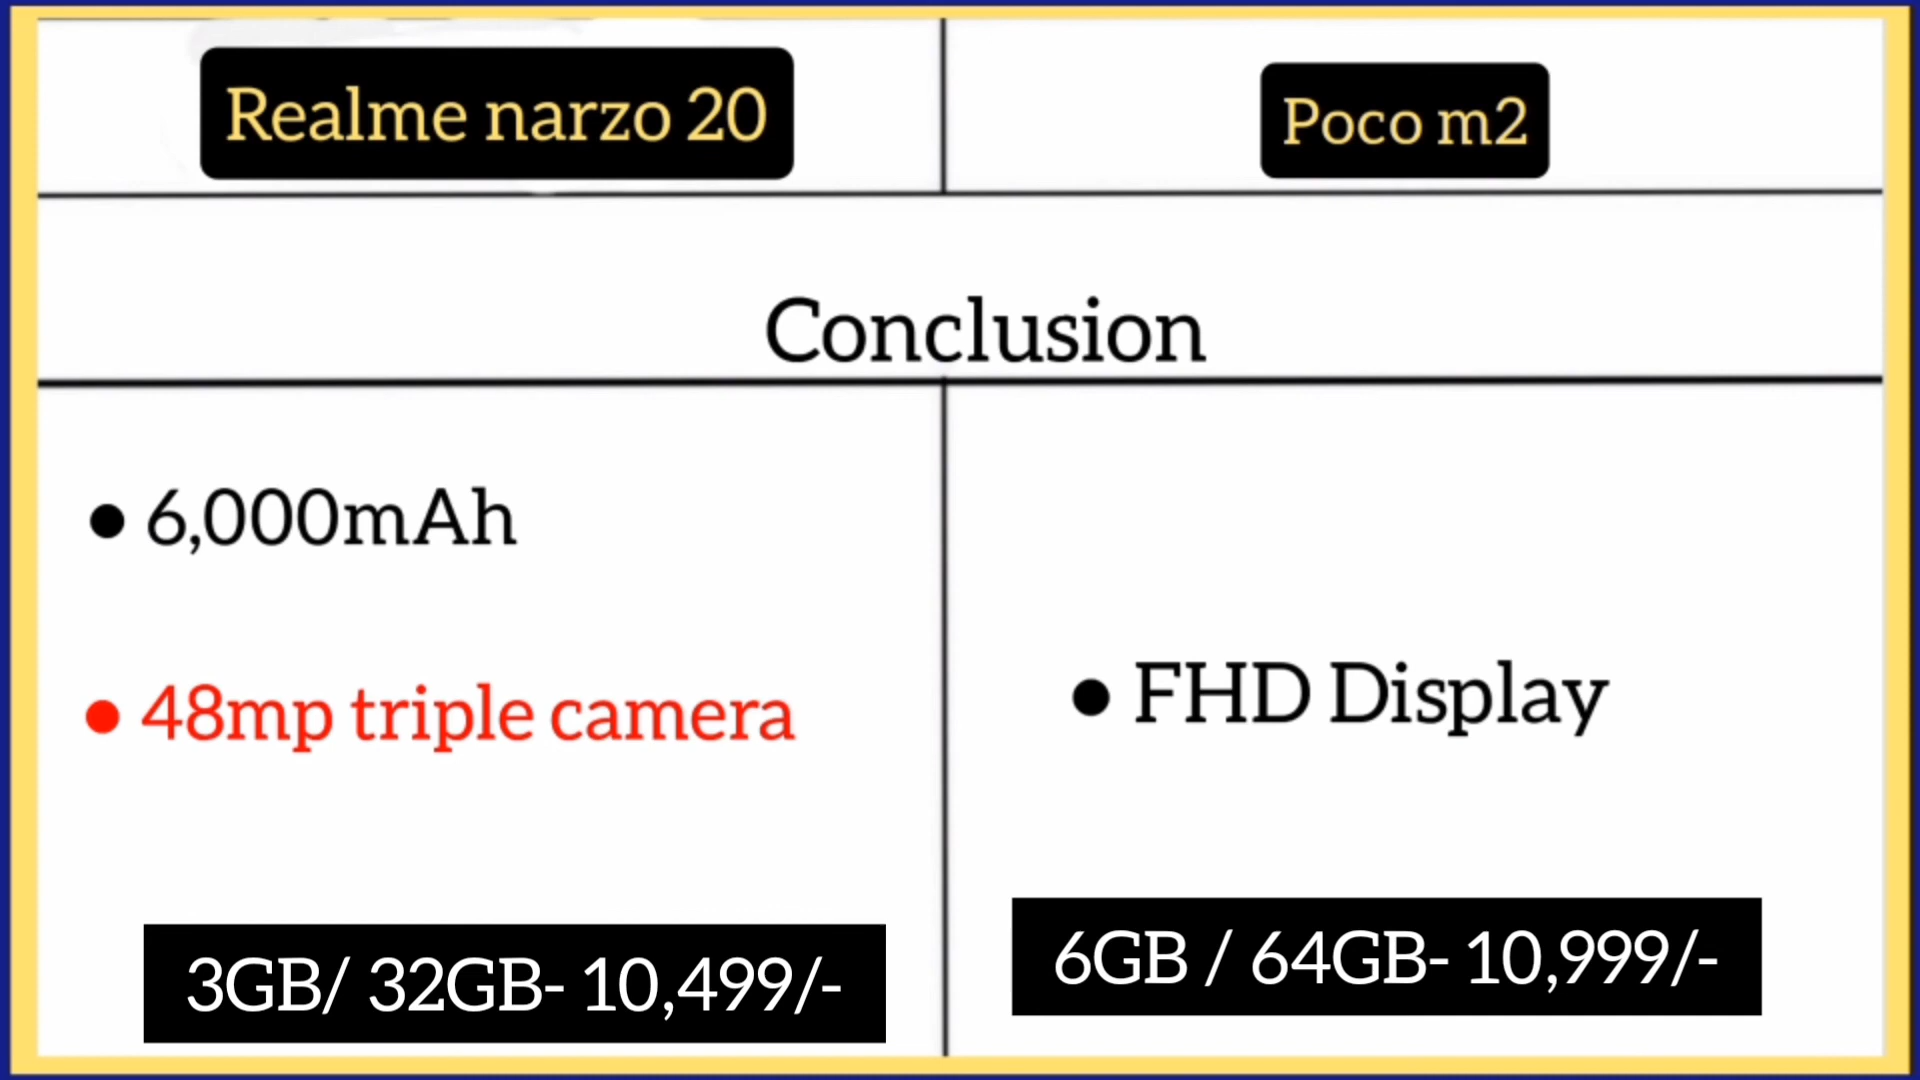 Realme narzo 20
Poco m2
Conclusion
• 6,000mAh
• 48mp triple camera
• FHD Display
3GB/ 32GB- 10,499/-
6GB / 64GB- 10,999/-